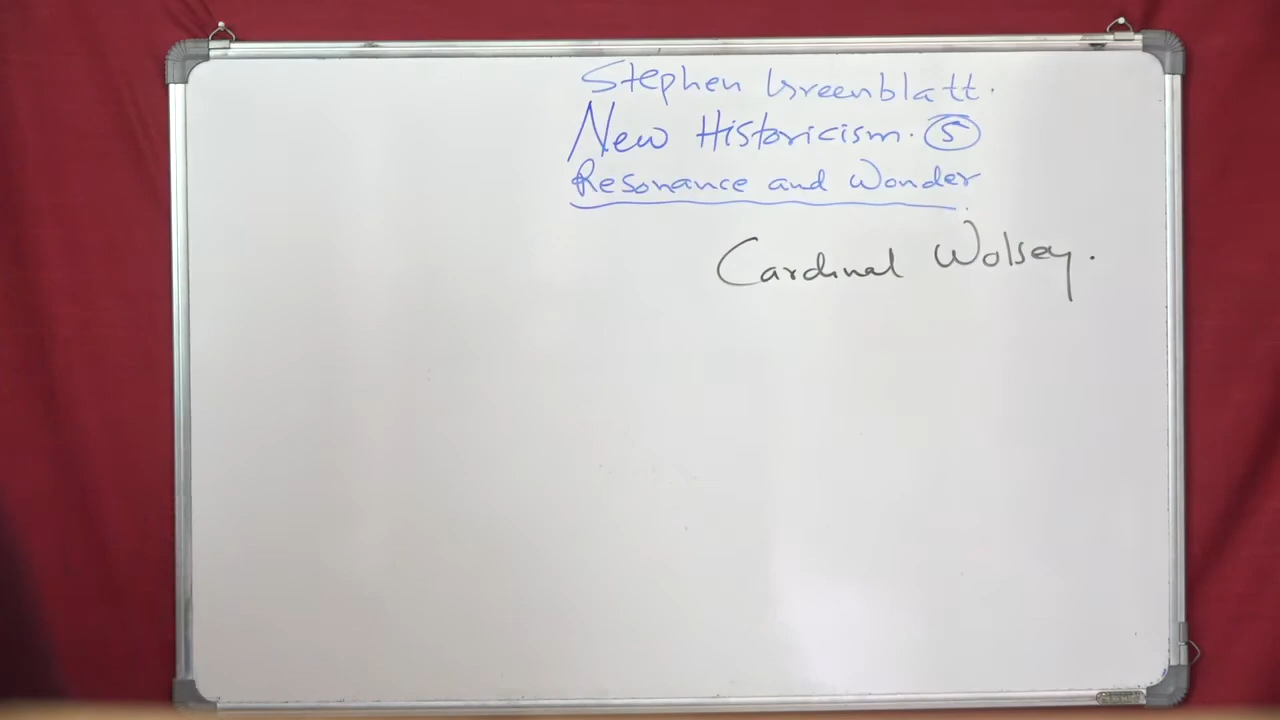 Stephen Greenblatt.
New Historicism. 5
Resonance and Wonder
Cardinal Wolsey.